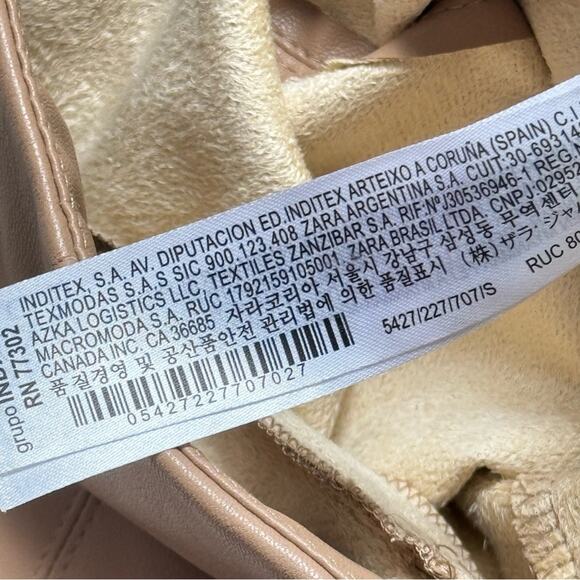 grupo INDI
RN 77302
INDITEX, S.A. AV. DIPUTACION ED.INDITEX ARTEIXO A CORUÑA (SPAIN) C.I
TEXMODAS S.A.S SIC 900.123.408 ZARA ARGENTINA S.A. CUIT:30-69314
AZKA LOGISTICS LLC, TEXTILES ZANZIBAR S.A. RIF.NºJ30536946-1 REG.N
MACROMODA S.A. RUC 1792159105001 ZARA BRASIL LTDA. CNPJ.02952
CANADA INC. CA 36685 자라코리아 서울시 강남구 삼성동 무역센터
품질경영 및 공산품안전 관리법에 의한 품질표시 (株) ザラ・ジャ
RUC 80
5427/227/707/S
05427227707027